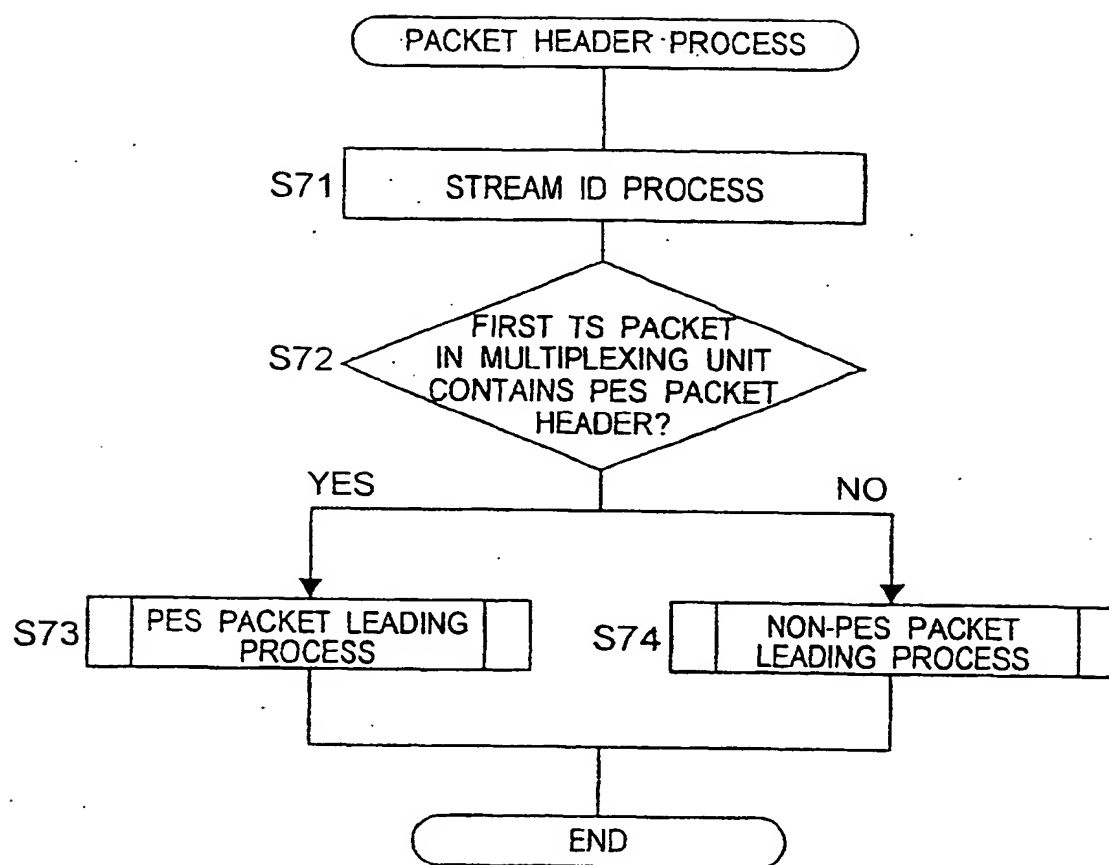 PACKET HEADER PROCESS
S71
STREAM ID PROCESS
S72
FIRST TS PACKET
IN MULTIPLEXING UNIT
CONTAINS PES PACKET
HEADER?
YES
NO
S73
PES PACKET LEADING
PROCESS
S74
NON-PES PACKET
LEADING PROCESS
END